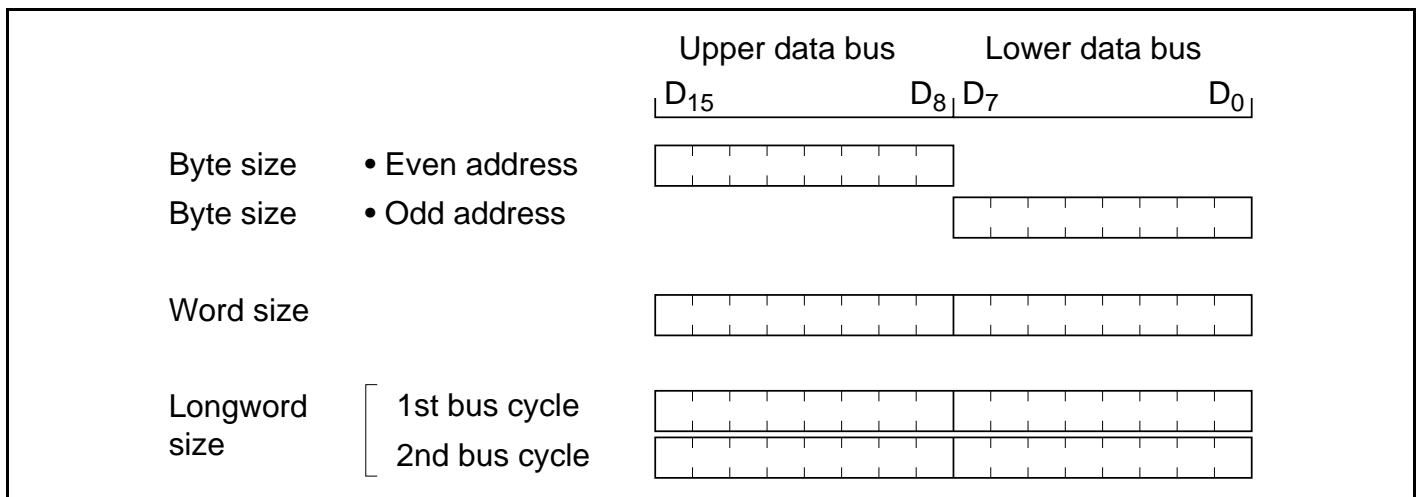 Upper data bus Lower data bus
D15 D8 D7 D0
Byte size • Even address
Byte size • Odd address
Word size
Longword size 1st bus cycle
2nd bus cycle